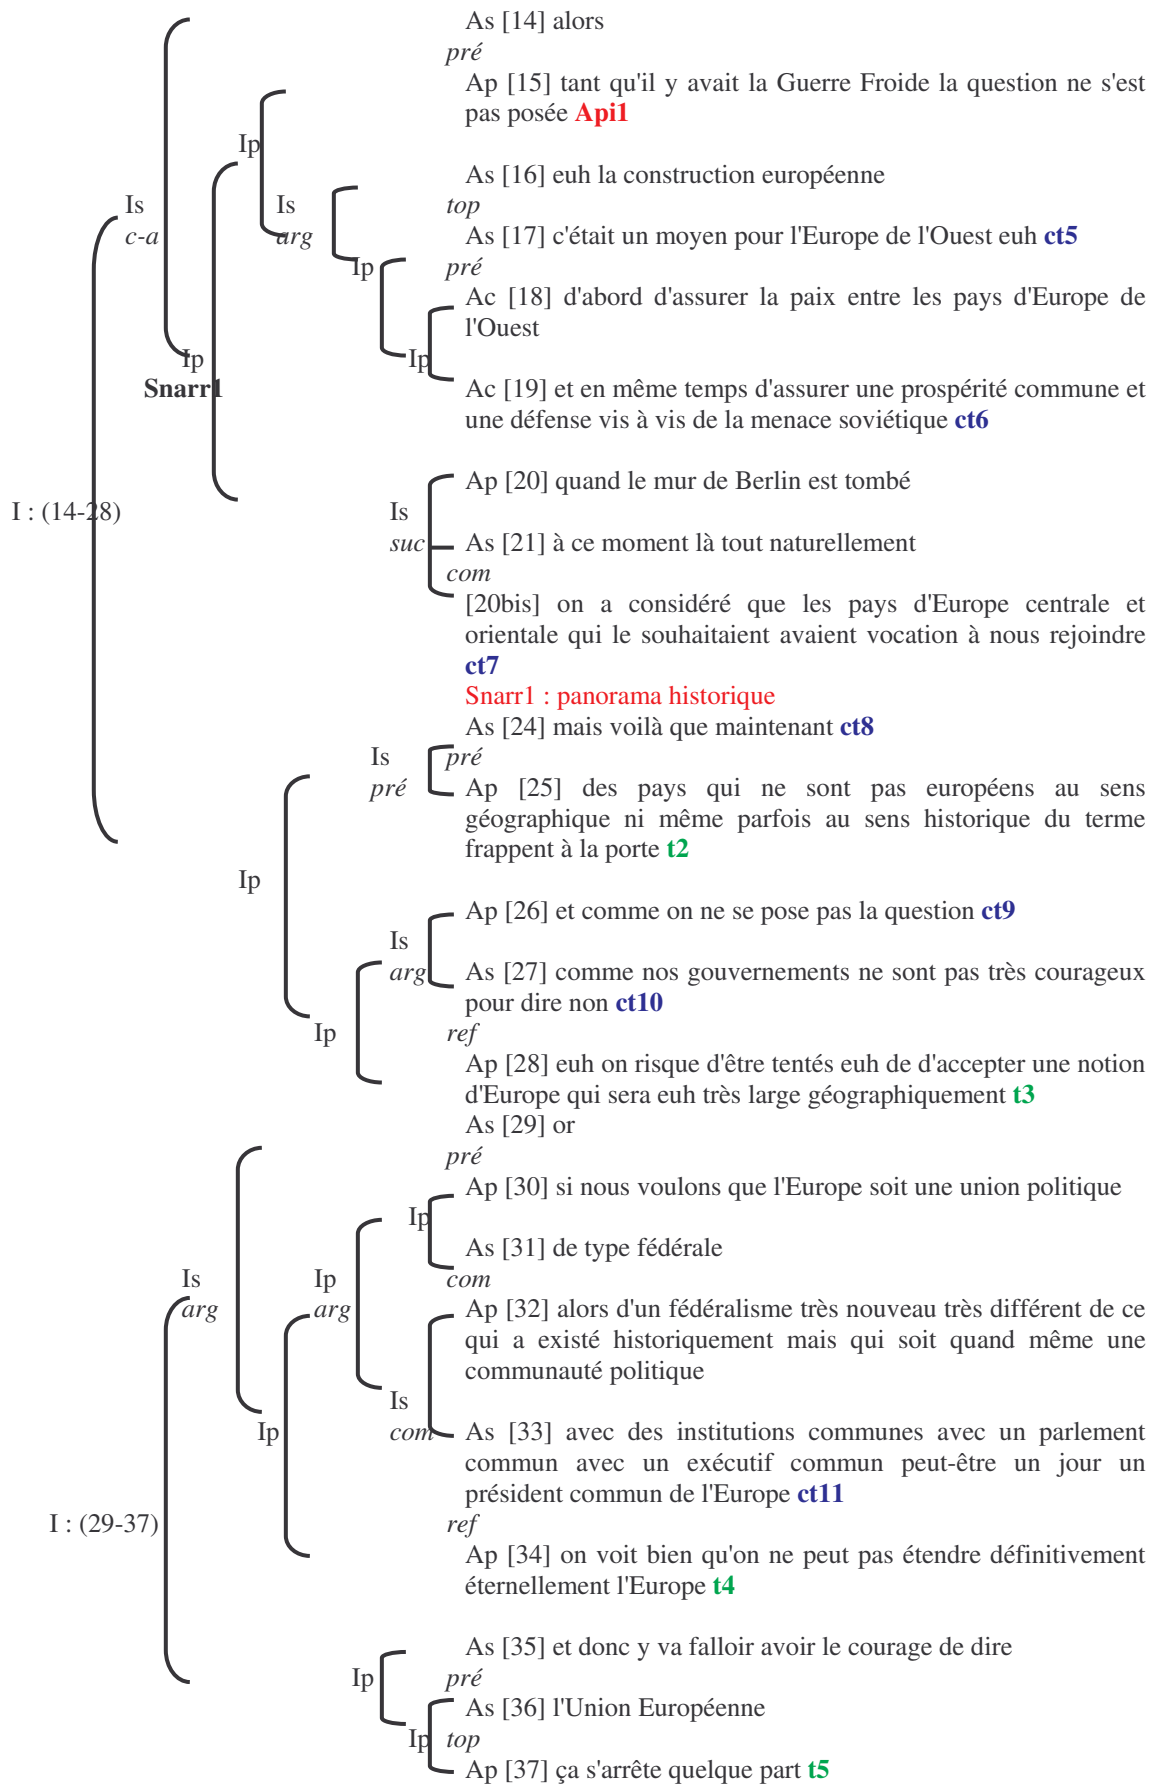 As [14] alors
pré
Ap [15] tant qu'il y avait la Guerre Froide la question ne s'est
pas posée Api1
Ip
As [16] euh la construction européenne
Is
Is
top
c-a
arg
As [17] c'était un moyen pour l'Europe de l'Ouest euh ct5
Ip
pré
Ac [18] d'abord d'assurer la paix entre les pays d'Europe de
l'Ouest
Ip
Ip
Snarr1
Ac [19] et en même temps d'assurer une prospérité commune et
une défense vis à vis de la menace soviétique ct6
Ap [20] quand le mur de Berlin est tombé
I : (14-28)
Is
suc
As [21] à ce moment là tout naturellement
com
[20bis] on a considéré que les pays d'Europe centrale et
orientale qui le souhaitaient avaient vocation à nous rejoindre
ct7
Snarr1 : panorama historique
As [24] mais voilà que maintenant ct8
Is
pré
pré
Ap [25] des pays qui ne sont pas européens au sens
géographique ni même parfois au sens historique du terme
frappent à la porte t2
Ip
Ap [26] et comme on ne se pose pas la question ct9
Is
arg
As [27] comme nos gouvernements ne sont pas très courageux
pour dire non ct10
Ip
ref
Ap [28] euh on risque d'être tentés euh de d'accepter une notion
d'Europe qui sera euh très large géographiquement t3
As [29] or
pré
Ap [30] si nous voulons que l'Europe soit une union politique
Ip
As [31] de type fédérale
Is
Ip
com
arg
arg
Ap [32] alors d'un fédéralisme très nouveau très différent de ce
qui a existé historiquement mais qui soit quand même une
communauté politique
Is
Ip
com
As [33] avec des institutions communes avec un parlement
commun avec un exécutif commun peut-être un jour un
président commun de l'Europe ct11
I : (29-37)
ref
Ap [34] on voit bien qu'on ne peut pas étendre définitivement
éternellement l'Europe t4
As [35] et donc y va falloir avoir le courage de dire
Ip
pré
As [36] l'Union Européenne
Ip
top
Ap [37] ça s'arrête quelque part t5